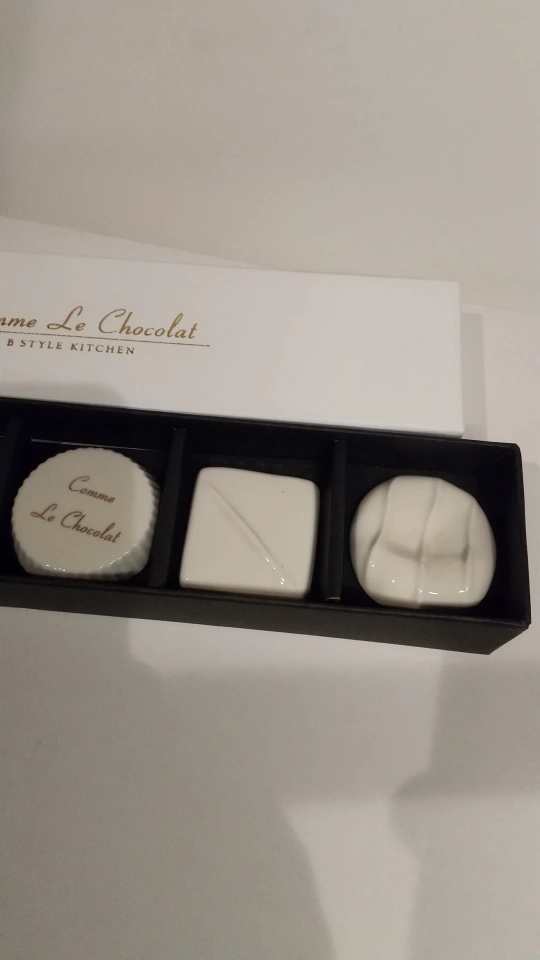 mme Le Chocolat
B STYLE KITCHEN
Comme
Le Chocolat